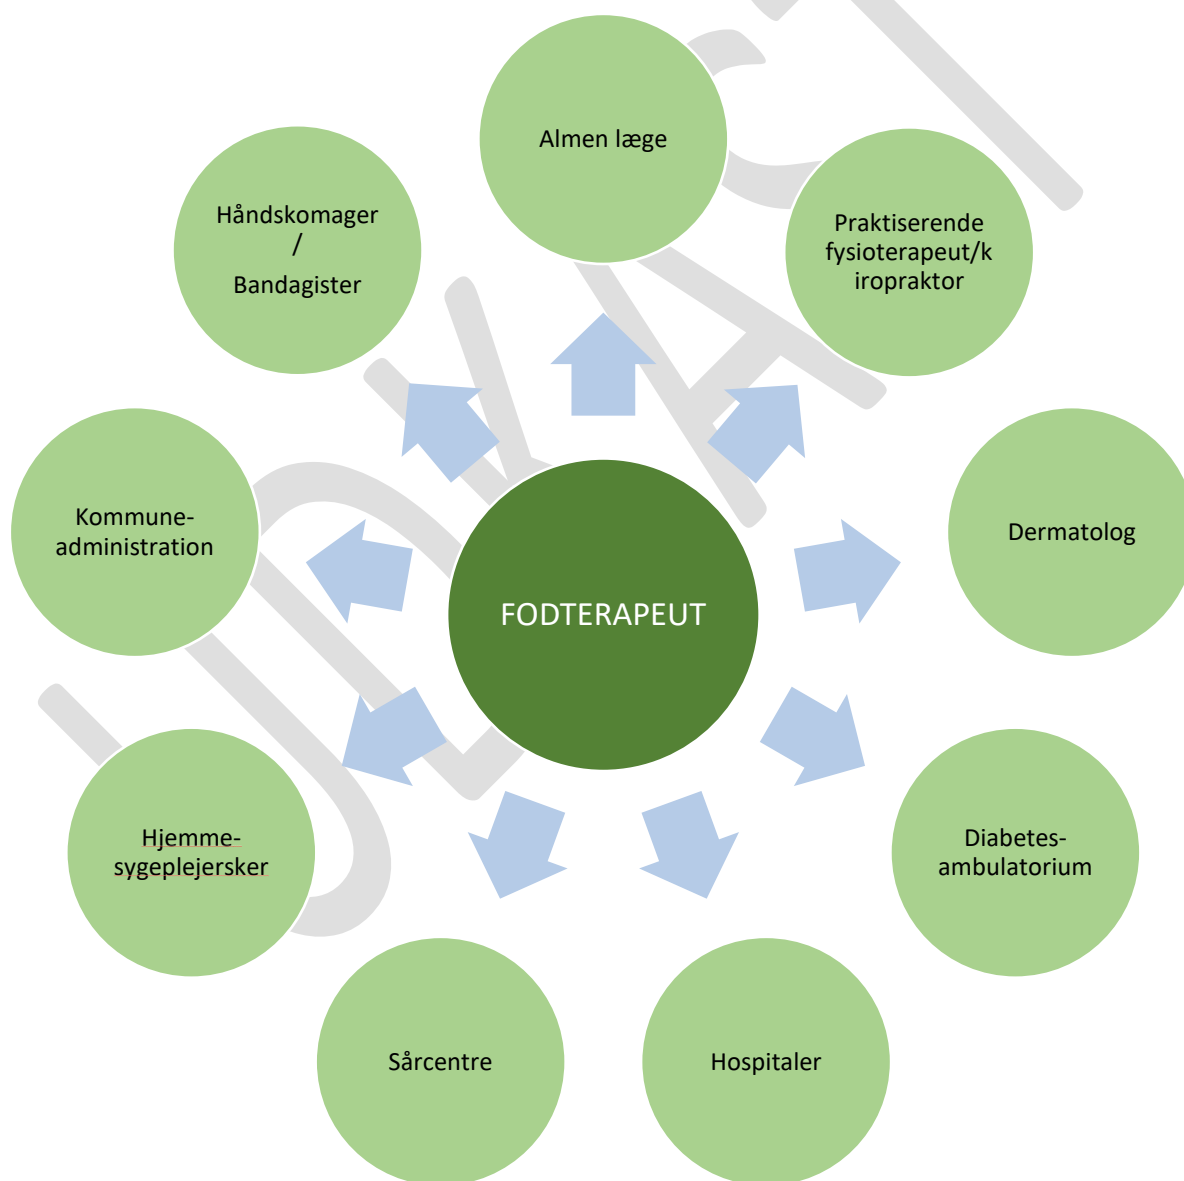 Almen læge
Praktiserende
fysioterapeut/k
iropraktor
Dermatolog
Diabetes-
ambulatorium
Hospitaler
Sårcentre
Hjemme-
sygeplejersker
Kommune-
administration
Håndskomager
/
Bandagister
FODTERAPEUT